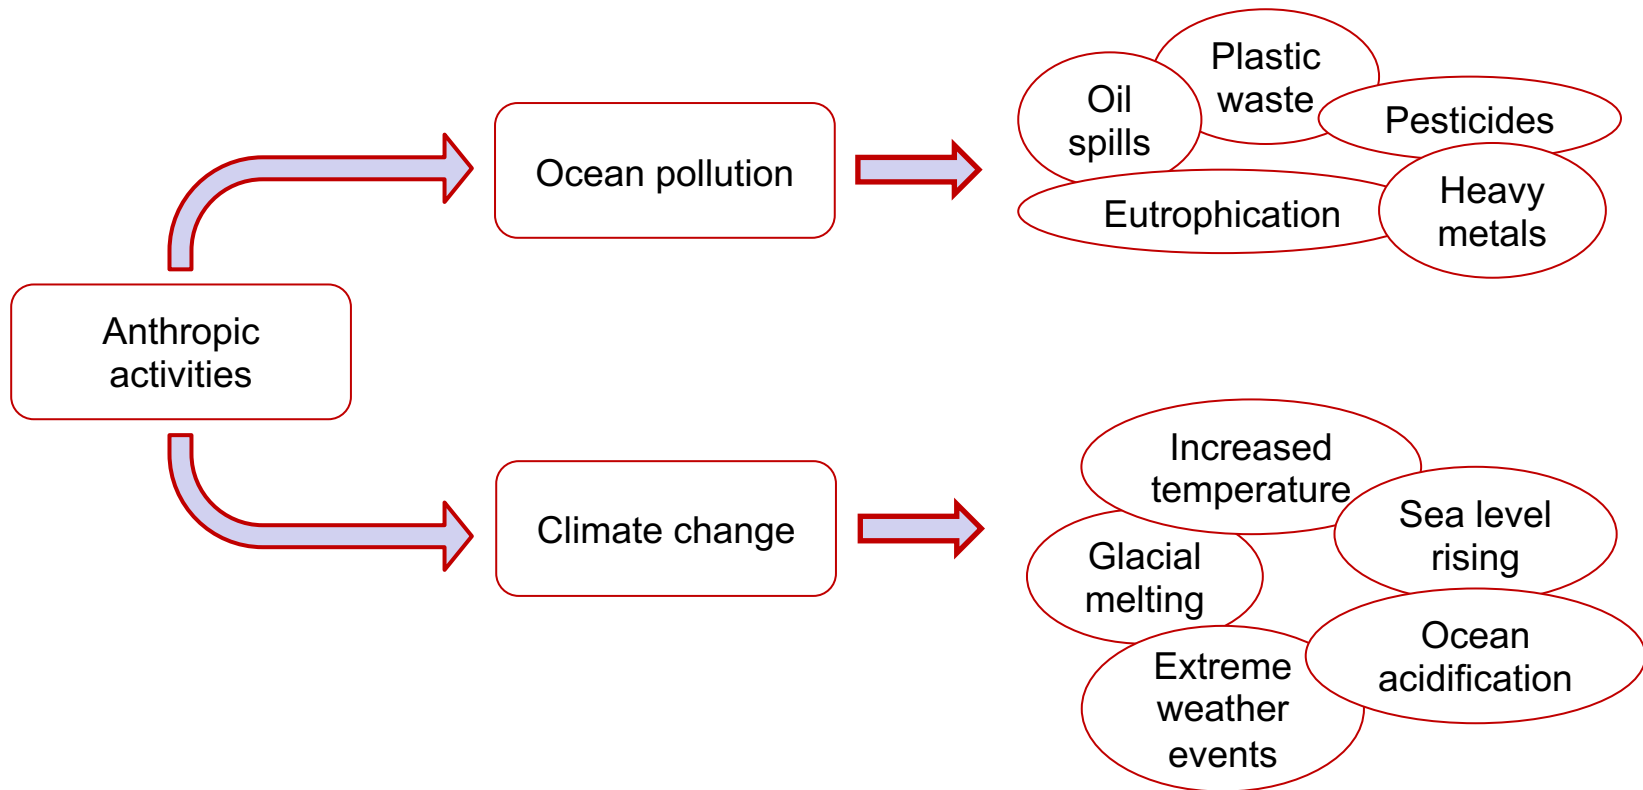 Anthropic
activities
Ocean pollution
Oil
spills
Plastic
waste
Pesticides
Eutrophication
Heavy
metals
Climate change
Increased
temperature
Sea level
rising
Glacial
melting
Ocean
acidification
Extreme
weather
events